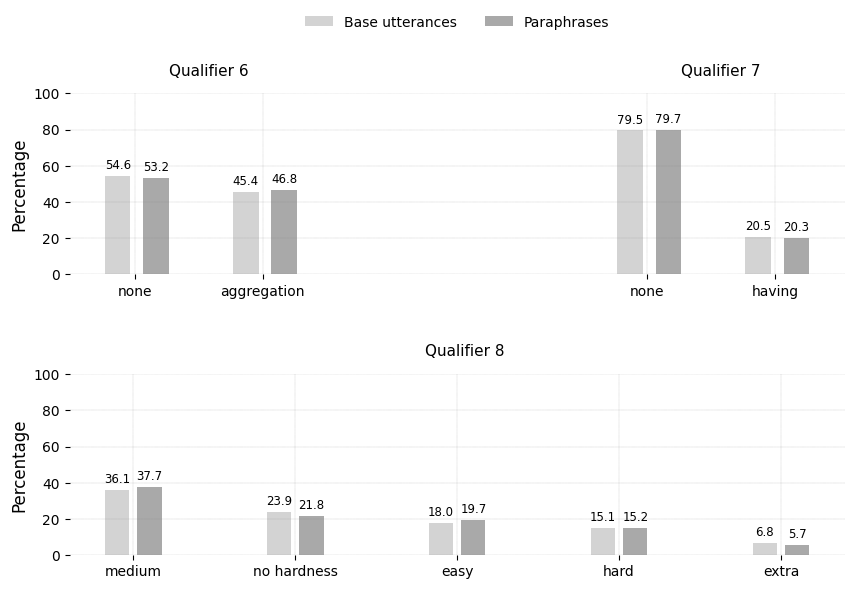 Base utterances Paraphrases
Qualifier 6 Qualifier 7
Percentage
100
80
60
40
20
0
54.6 53.2 45.4 46.8 79.5 79.7 20.5 20.3
none aggregation none having
Qualifier 8
Percentage
100
80
60
40
20
0
36.1 37.7 23.9 21.8 18.0 19.7 15.1 15.2 6.8 5.7
medium no hardness easy hard extra